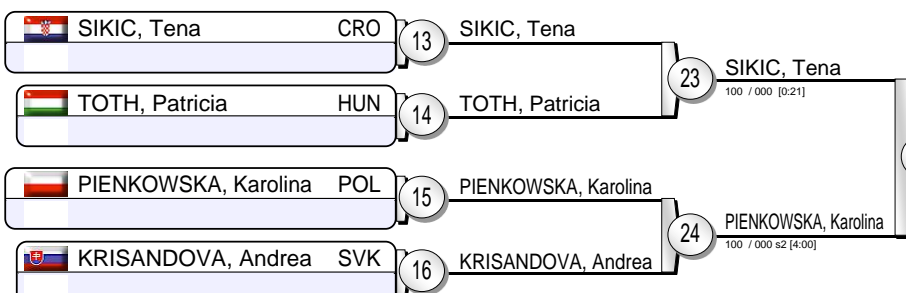 SIKIC, Tena CRO
13
SIKIC, Tena
23
SIKIC, Tena
100 / 000 [0:21]
TOTH, Patricia HUN
14
TOTH, Patricia
PIENKOWSKA, Karolina POL
15
PIENKOWSKA, Karolina
24
PIENKOWSKA, Karolina
100 / 000 s2 [4:00]
KRISANDOVA, Andrea SVK
16
KRISANDOVA, Andrea